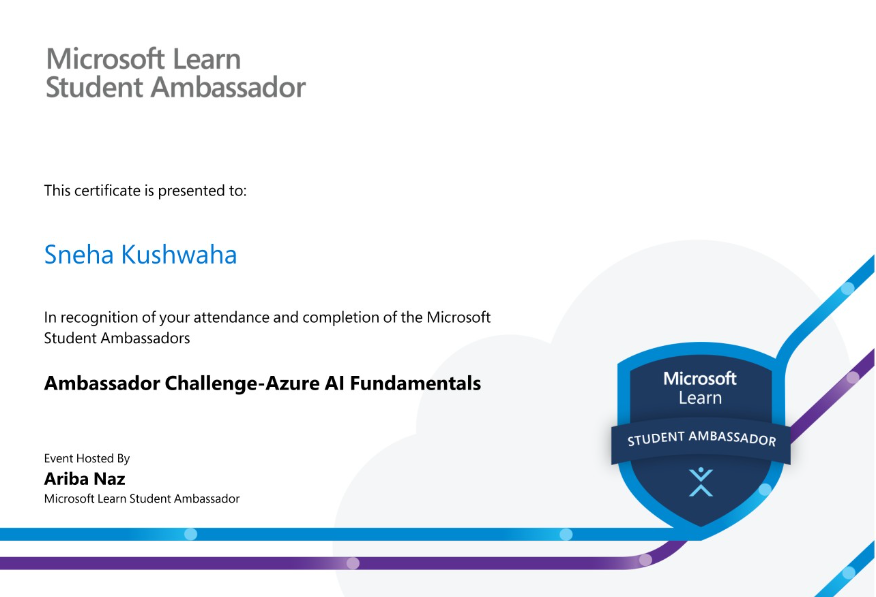 Microsoft Learn
Student Ambassador
This certificate is presented to:
Sneha Kushwaha
In recognition of your attendance and completion of the Microsoft
Student Ambassadors
Ambassador Challenge-Azure AI Fundamentals
Event Hosted By
Ariba Naz
Microsoft Learn Student Ambassador
Microsoft
Learn
STUDENT AMBASSADOR